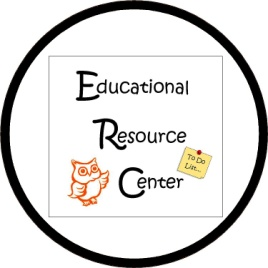 Educational
Resource
To Do
List...
Center